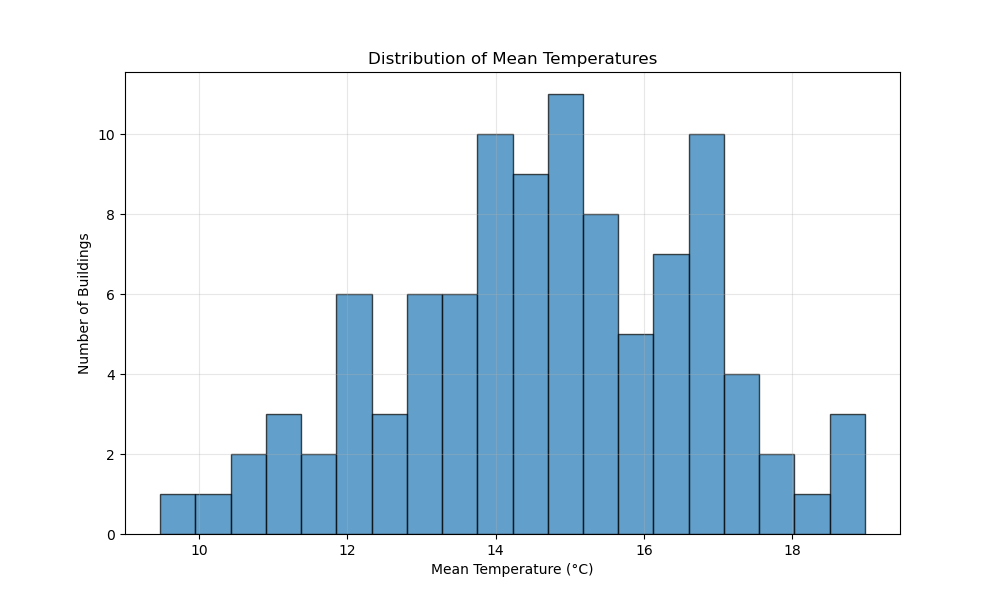 Distribution of Mean Temperatures
Number of Buildings
10
8
6
4
2
0
10 12 14 16 18
Mean Temperature (°C)